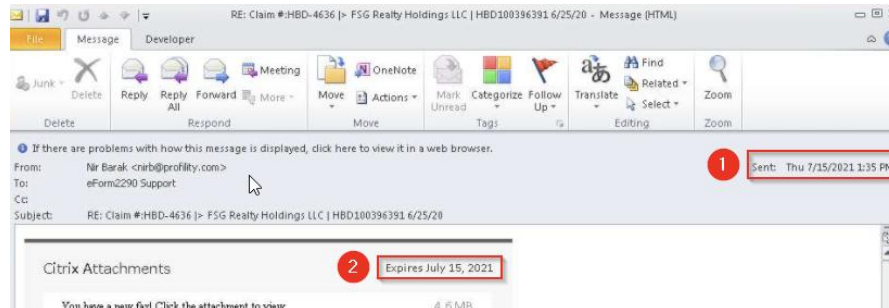 RE: Claim #:HBD-4636 |> FSG Realty Holdings LLC | HBD100396391 6/25/20 - Message (HTML)
File Message Developer
Junk Delete Reply Reply All Forward Meeting More Move OneNote Actions Mark Unread Categorize Follow Up Translate Find Related Select Zoom
Delete Respond Move Tags Editing Zoom
If there are problems with how this message is displayed, click here to view it in a web browser.
From: Nir Barak <nirb@profility.com> 1 Sent: Thu 7/15/2021 1:35 PM
To: eForm2290 Support
Cc:
Subject: RE: Claim #:HBD-4636 |> FSG Realty Holdings LLC | HBD100396391 6/25/20
Citrix Attachments 2 Expires July 15, 2021
You have a new fix! Click the attachment to view 4.6 MB